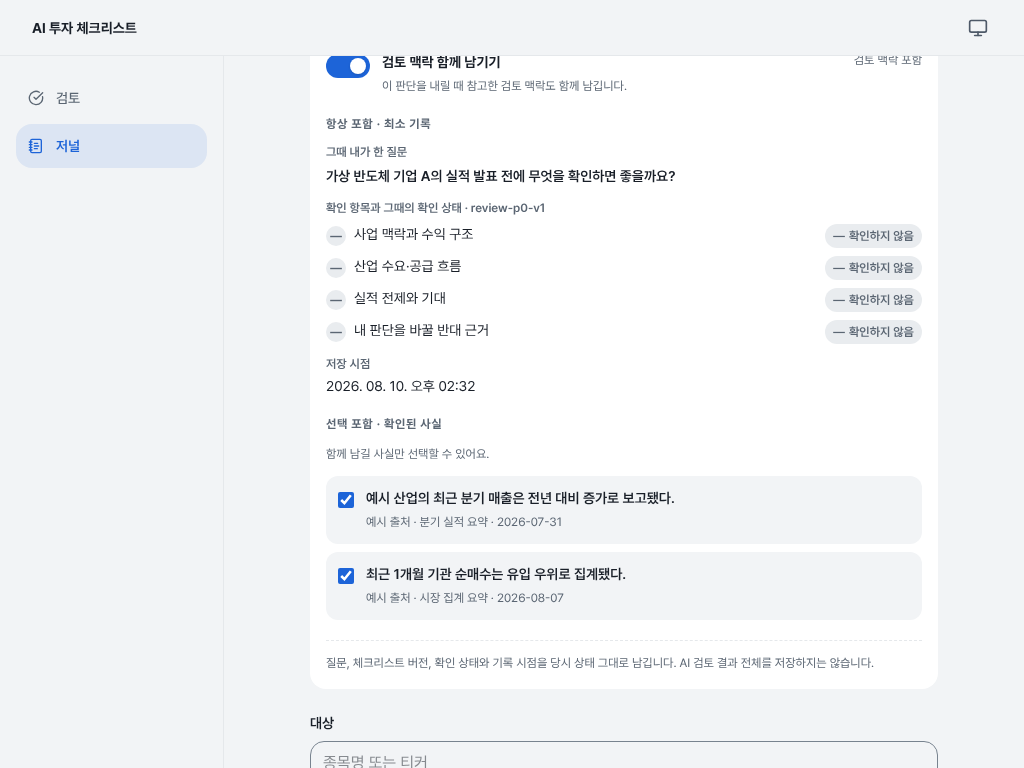 AI 투자 체크리스트
검토
저널
검토 맥락 함께 남기기
검토 맥락 포함
이 판단을 내릴 때 참고한 검토 맥락도 함께 남깁니다.
항상 포함 · 최소 기록
그때 내가 한 질문
가상 반도체 기업 A의 실적 발표 전에 무엇을 확인하면 좋을까요?
확인 항목과 그때의 확인 상태 · review-p0-v1
— 사업 맥락과 수익 구조 — 확인하지 않음
— 산업 수요·공급 흐름 — 확인하지 않음
— 실적 전제와 기대 — 확인하지 않음
— 내 판단을 바꿀 반대 근거 — 확인하지 않음
저장 시점
2026. 08. 10. 오후 02:32
선택 포함 · 확인된 사실
함께 남길 사실만 선택할 수 있어요.
예시 산업의 최근 분기 매출은 전년 대비 증가로 보고됐다.
예시 출처 · 분기 실적 요약 · 2026-07-31
최근 1개월 기관 순매수는 유입 우위로 집계됐다.
예시 출처 · 시장 집계 요약 · 2026-08-07
질문, 체크리스트 버전, 확인 상태와 기록 시점을 당시 상태 그대로 남깁니다. AI 검토 결과 전체를 저장하지는 않습니다.
대상
종목명 또는 티커